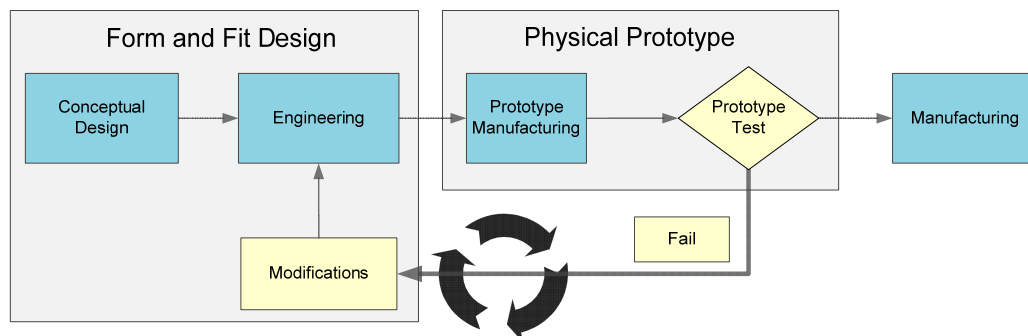 Form and Fit Design
Physical Prototype
Conceptual
Design
Engineering
Prototype
Manufacturing
Prototype
Test
Manufacturing
Fail
Modifications